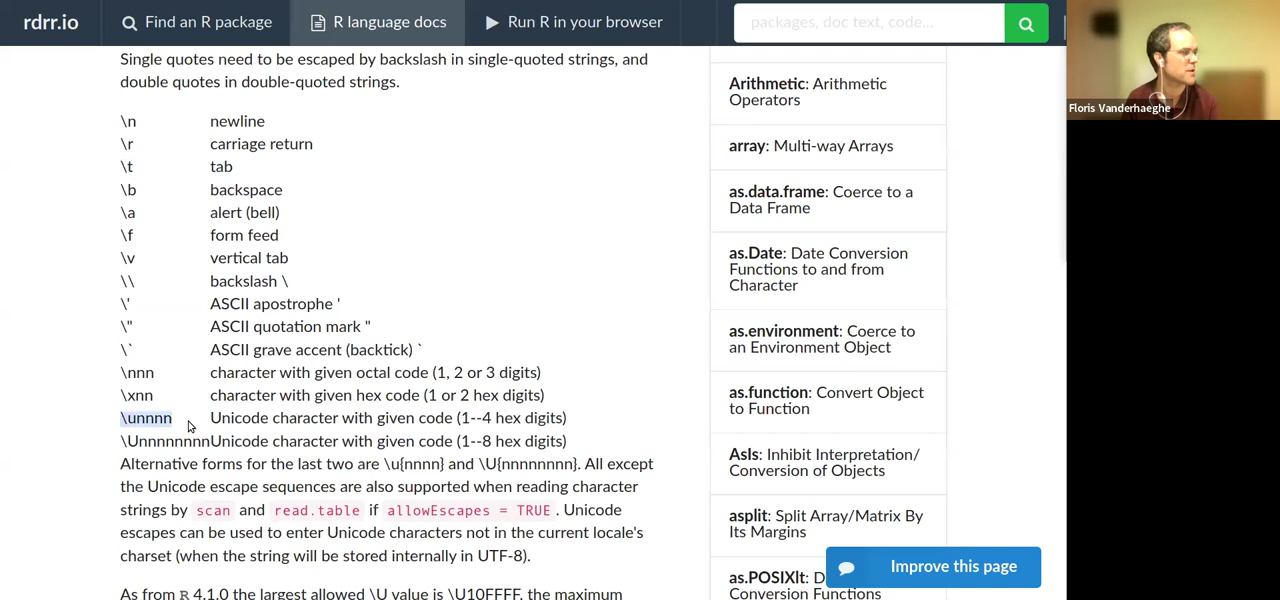 rdrr.io
Find an R package
R language docs
Run R in your browser
packages, doc text, code...
Single quotes need to be escaped by backslash in single-quoted strings, and
double quotes in double-quoted strings.
\n newline
\r carriage return
\t tab
\b backspace
\a alert (bell)
\f form feed
\v vertical tab
\\ backslash \
\' ASCII apostrophe '
\" ASCII quotation mark "
\` ASCII grave accent (backtick) `
\nnn character with given octal code (1, 2 or 3 digits)
\xnn character with given hex code (1 or 2 hex digits)
\unnnn Unicode character with given code (1--4 hex digits)
\UnnnnnnnnUnicode character with given code (1--8 hex digits)
Alternative forms for the last two are \u{nnnn} and \U{nnnnnnnn}. All except
the Unicode escape sequences are also supported when reading character
strings by scan and read.table if allowEscapes = TRUE . Unicode
escapes can be used to enter Unicode characters not in the current locale's
charset (when the string will be stored internally in UTF-8).
As from R 4.1.0 the largest allowed \U value is \U10FFFF, the maximum
Arithmetic: Arithmetic
Operators
array: Multi-way Arrays
as.data.frame: Coerce to a
Data Frame
as.Date: Date Conversion
Functions to and from
Character
as.environment: Coerce to
an Environment Object
as.function: Convert Object
to Function
AsIs: Inhibit Interpretation/
Conversion of Objects
asplit: Split Array/Matrix By
Its Margins
as.POSIXlt: D
Conversion Functions
Improve this page
Floris Vanderhaeghe